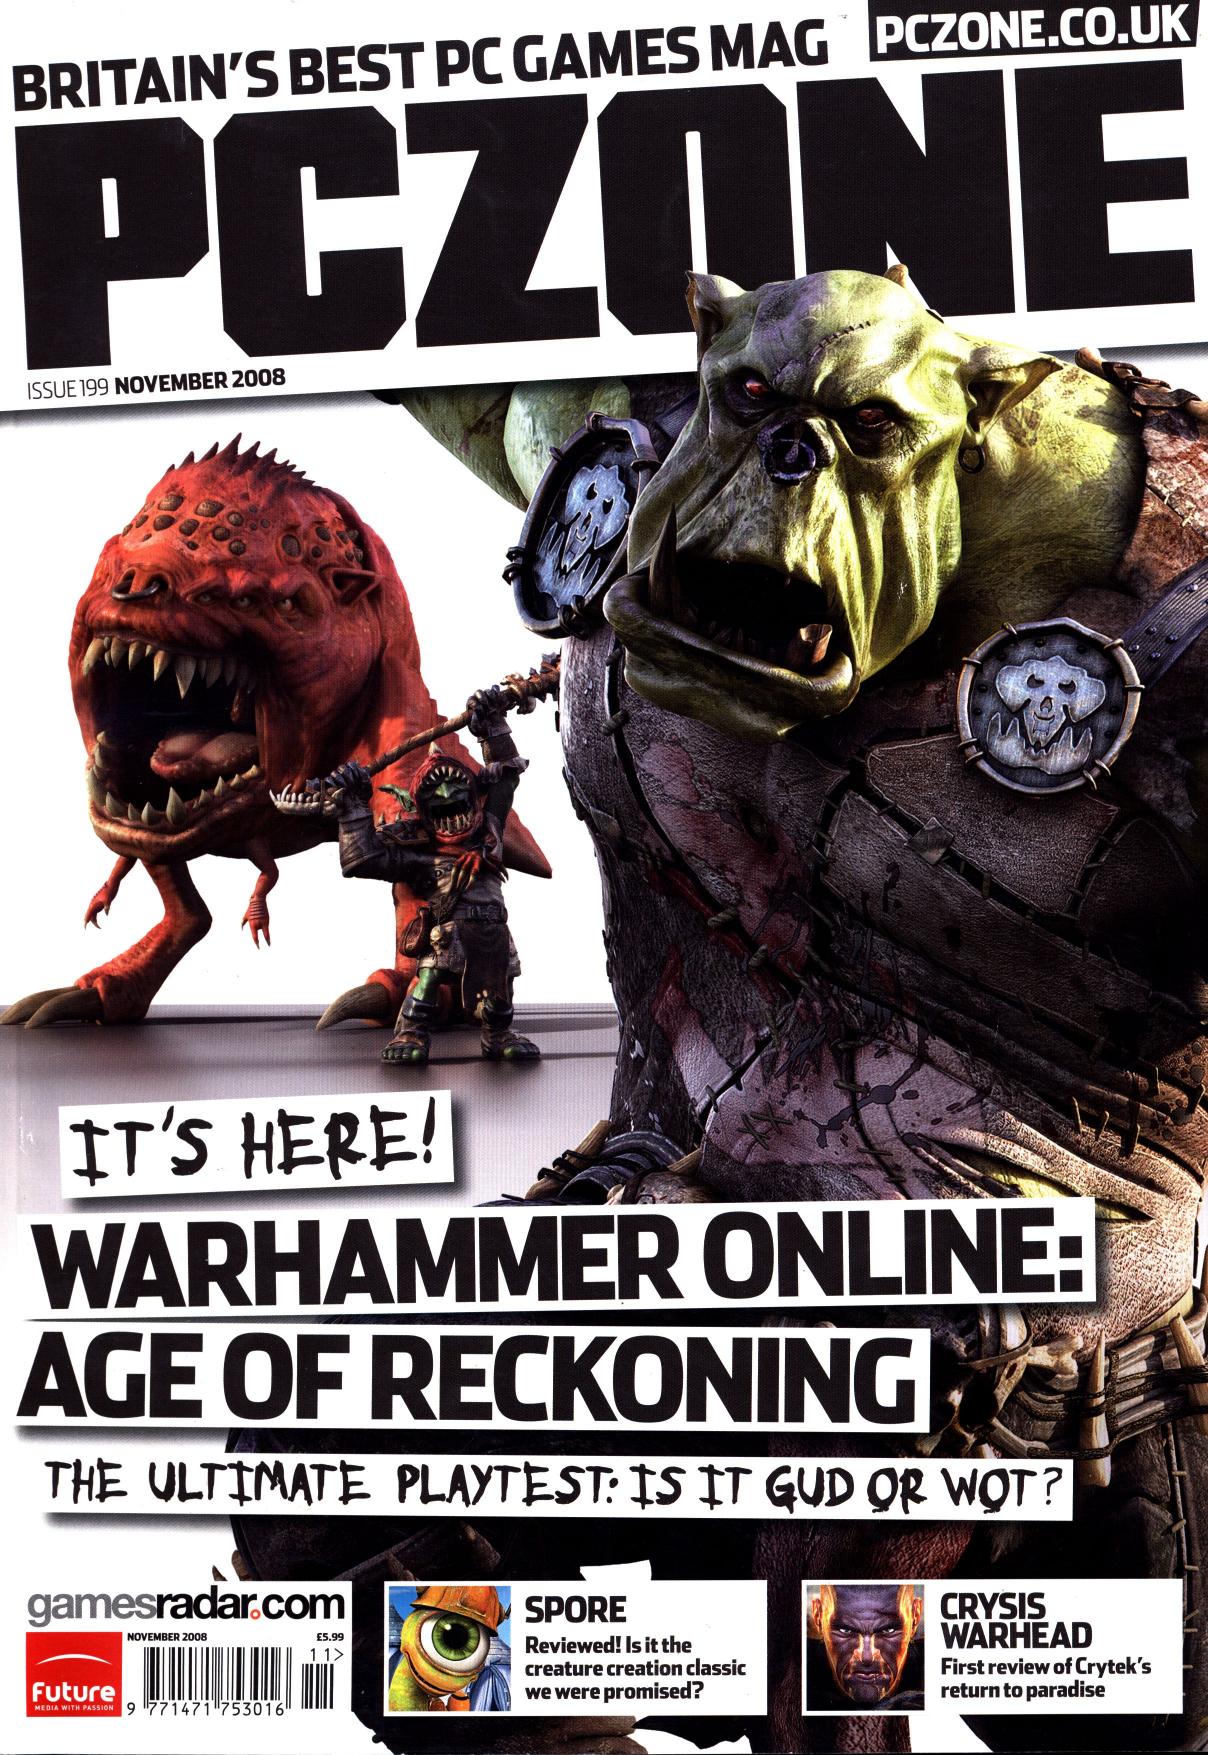 PCZONE.CO.UK
BRITAIN'S BEST PC GAMES MAG
PCZONE
ISSUE 199 NOVEMBER 2008
IT'S HERE!
WARHAMMER ONLINE:
AGE OF RECKONING
THE ULTIMATE PLAYTEST: IS IT GUD OR WOT?
gamesradar.com
NOVEMBER 2008 £5.99
11>
Future
MEDIA WITH PASSION
9 771471 753016
SPORE
Reviewed! Is it the
creature creation classic
we were promised?
CRYSIS
WARHEAD
First review of Crytek's
return to paradise